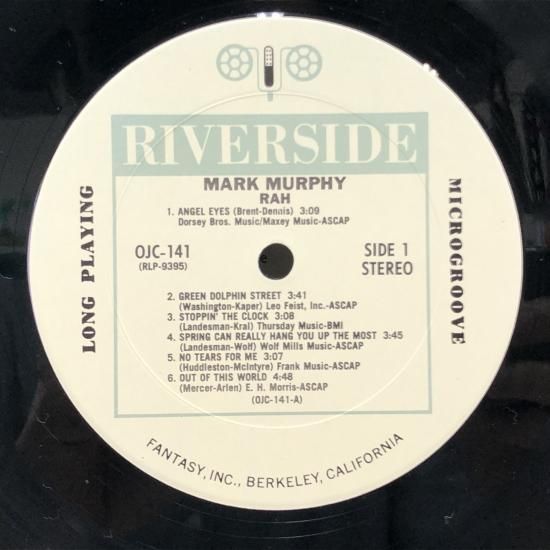 RIVERSIDE
MARK MURPHY
RAH
1. ANGEL EYES (Brent-Dennis) 3:09
Dorsey Bros. Music/Maxey Music-ASCAP
OJC-141
(RLP-9395)
SIDE 1
STEREO
LONG PLAYING
MICROGROOVE
2. GREEN DOLPHIN STREET 3:41
(Washington-Kaper) Leo Feist, Inc.-ASCAP
3. STOPPIN' THE CLOCK 3:08
(Landesman-Kral) Thursday Music-BMI
4. SPRING CAN REALLY HANG YOU UP THE MOST 3:45
(Landesman-Wolf) Wolf Mills Music-ASCAP
5. NO TEARS FOR ME 3:07
(Huddleston-McIntyre) Frank Music-ASCAP
6. OUT OF THIS WORLD 4:48
(Mercer-Arlen) E. H. Morris-ASCAP
(OJC-141-A)
FANTASY, INC., BERKELEY, CALIFORNIA